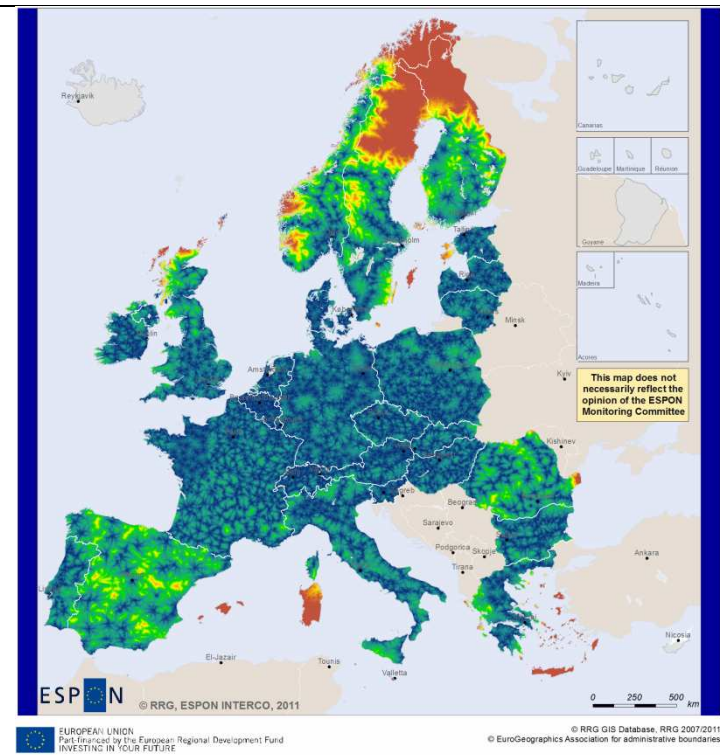 Reykjavik
Canarias
Guadeloupe Martinique Réunion
Guyane
Madeira
Acores
This map does not
necessarily reflect the
opinion of the ESPON
Monitoring Committee
Minsk
Kyiv
Kishinev
Beograd
Sarajevo
Podgorica Skopje
Tirana
Ankara
Nicosia
El-Jazair
Tounis
Valletta
ESPON
© RRG, ESPON INTERCO, 2011
0 250 500
km
EUROPEAN UNION
Part-financed by the European Regional Development Fund
INVESTING IN YOUR FUTURE
© RRG GIS Database, RRG 2007/2011
© EuroGeographics Association for administrative boundaries